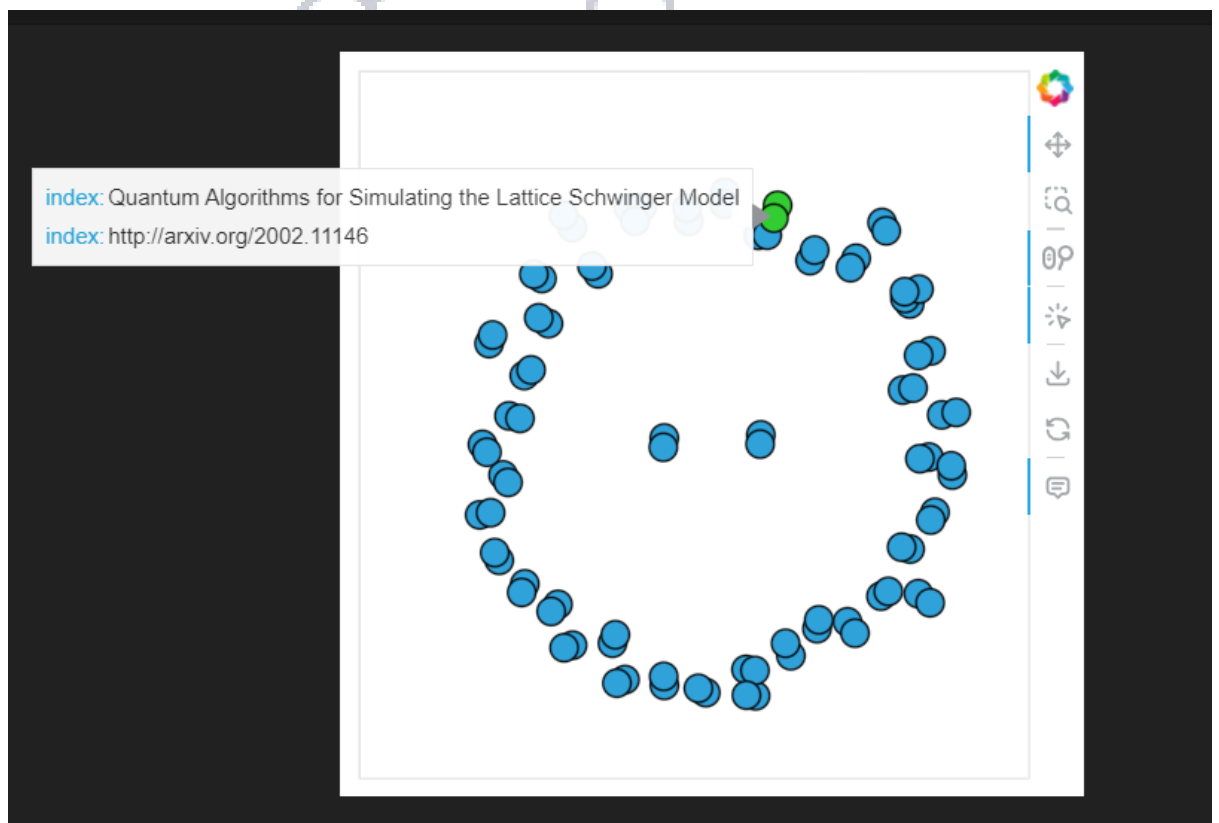 index: Quantum Algorithms for Simulating the Lattice Schwinger Model
index: http://arxiv.org/2002.11146